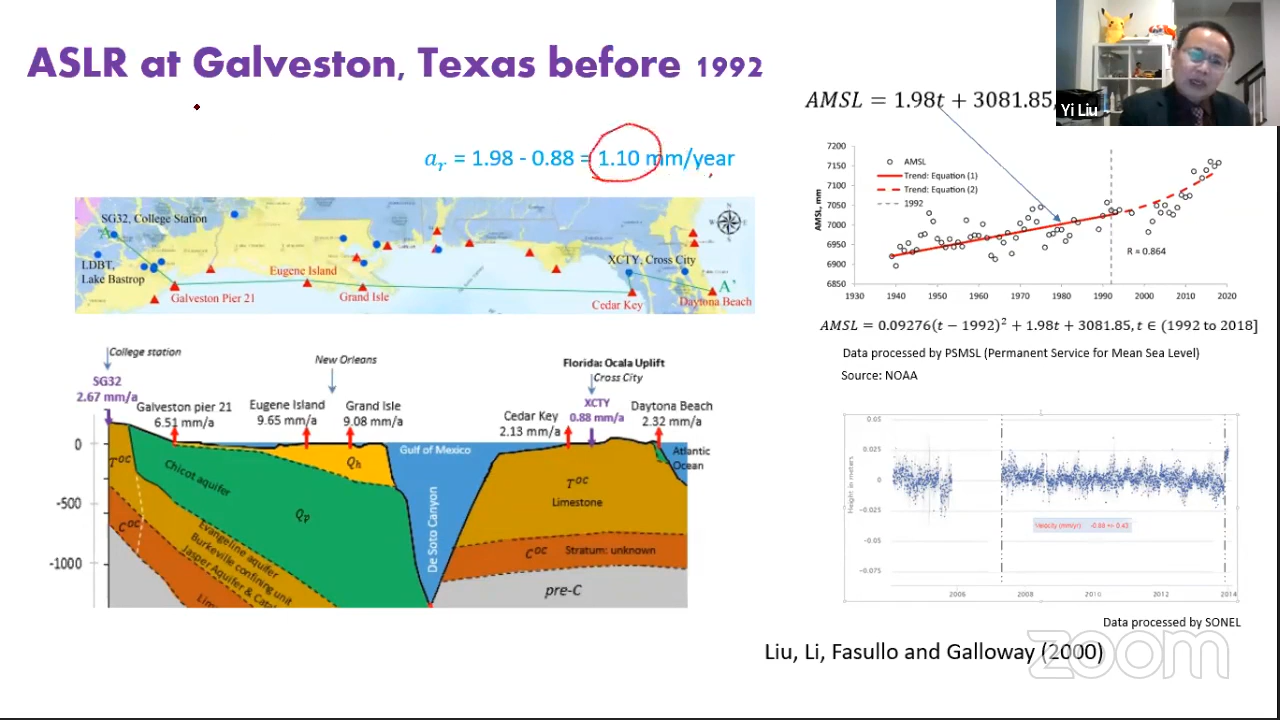 ASLR at Galveston, Texas before 1992
AMSL = 1.98t + 3081.85,
Yi Liu
aᵣ = 1.98 - 0.88 = 1.10 mm/year
SG32, College Station
A
LDBT,
Lake Bastrop
Eugene Island
Galveston Pier 21
Grand Isle
XCTY, Cross City
Cedar Key
A'
Daytona Beach
N
W
E
S
AMSL, mm
7200
7150
7100
7050
7000
6950
6900
6850
AMSL
Trend: Equation (1)
Trend: Equation (2)
1992
R = 0.864
1930 1940 1950 1960 1970 1980 1990 2000 2010 2020
AMSL = 0.09276(t − 1992)² + 1.98t + 3081.85, t ∈ (1992 to 2018]
Data processed by PSMSL (Permanent Service for Mean Sea Level)
Source: NOAA
College station
SG32
2.67 mm/a
Galveston pier 21
6.51 mm/a
New Orleans
Eugene Island
9.65 mm/a
Grand Isle
9.08 mm/a
Florida: Ocala Uplift
Cross City
XCTY
0.88 mm/a
Cedar Key
2.13 mm/a
Daytona Beach
2.32 mm/a
0
-500
-1000
Gulf of Mexico
Atlantic
Ocean
T^OC
Chicot aquifer
Qh
Qp
C^OC
Evangeline aquifer
Burkeville confining unit
Jasper Aquifer & Catal
Lim
De Soto Canyon
T^OC
Limestone
C^OC Stratum: unknown
pre-C
Height in meters
0.05
0.025
0
−0.025
−0.05
−0.075
Velocity (mm/yr) -0.88 +- 0.43
2006 2008 2010 2012 2014
Data processed by SONEL
Liu, Li, Fasullo and Galloway (2000)
zoom